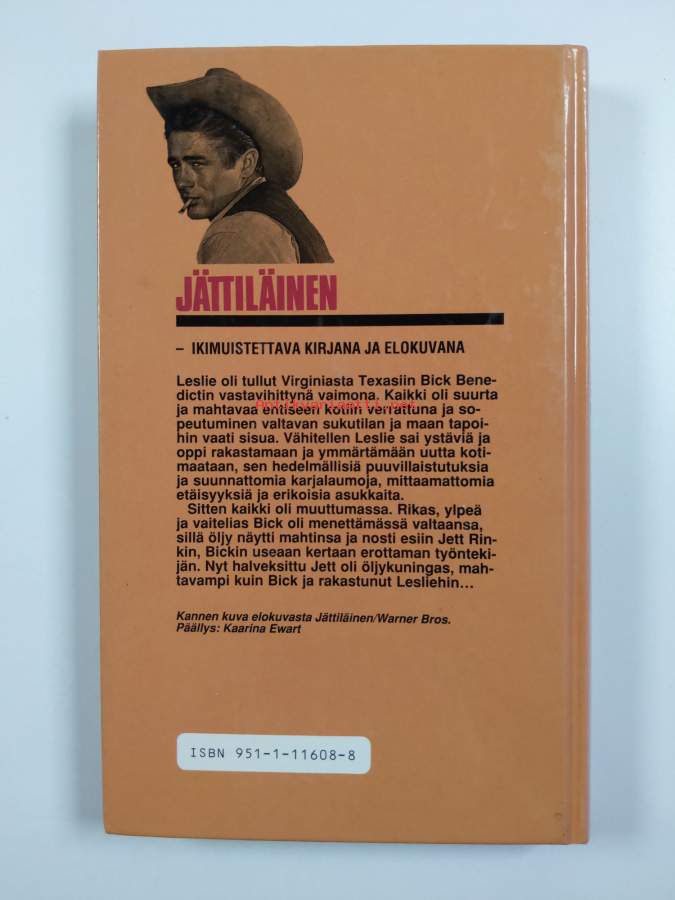 JÄTTILÄINEN
– IKIMUISTETTAVA KIRJANA JA ELOKUVANA
Leslie oli tullut Virginiasta Texasiin Bick Bene-
dictin vastavihittynä vaimona. Kaikki oli suurta
ja mahtavaa entiseen kotiin verrattuna ja so-
Antikvariaatti.net
peutuminen valtavan sukutilan ja maan tapoi-
hin vaati sisua. Vähitellen Leslie sai ystäviä ja
oppi rakastamaan ja ymmärtämään uutta koti-
maataan, sen hedelmällisiä puuvillaistutuksia
ja suunnattomia karjalaumoja, mittaamattomia
etäisyyksiä ja erikoisia asukkaita.
Sitten kaikki oli muuttumassa. Rikas, ylpeä
ja vaitelias Bick oli menettämässä valtaansa,
sillä öljy näytti mahtinsa ja nosti esiin Jett Rin-
kin, Bickin useaan kertaan erottaman työnteki-
jän. Nyt halveksittu Jett oli öljykuningas, mah-
tavampi kuin Bick ja rakastunut Lesliehin...
Kannen kuva elokuvasta Jättiläinen/Warner Bros.
Päällys: Kaarina Ewart
ISBN 951-1-11608-8